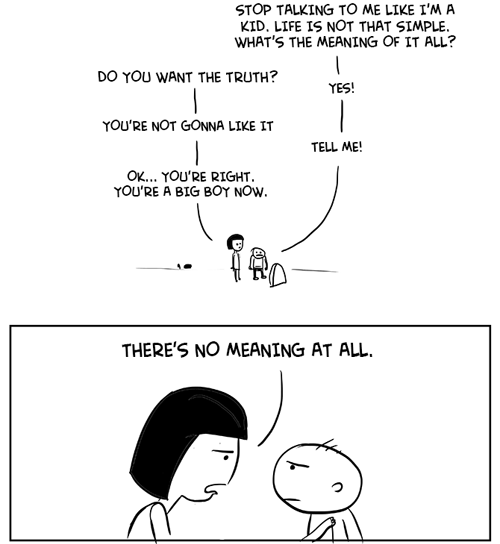 STOP TALKING TO ME LIKE I'M A
KID. LIFE IS NOT THAT SIMPLE.
WHAT'S THE MEANING OF IT ALL?
DO YOU WANT THE TRUTH?
YES!
YOU'RE NOT GONNA LIKE IT
TELL ME!
OK... YOU'RE RIGHT.
YOU'RE A BIG BOY NOW.
THERE'S NO MEANING AT ALL.